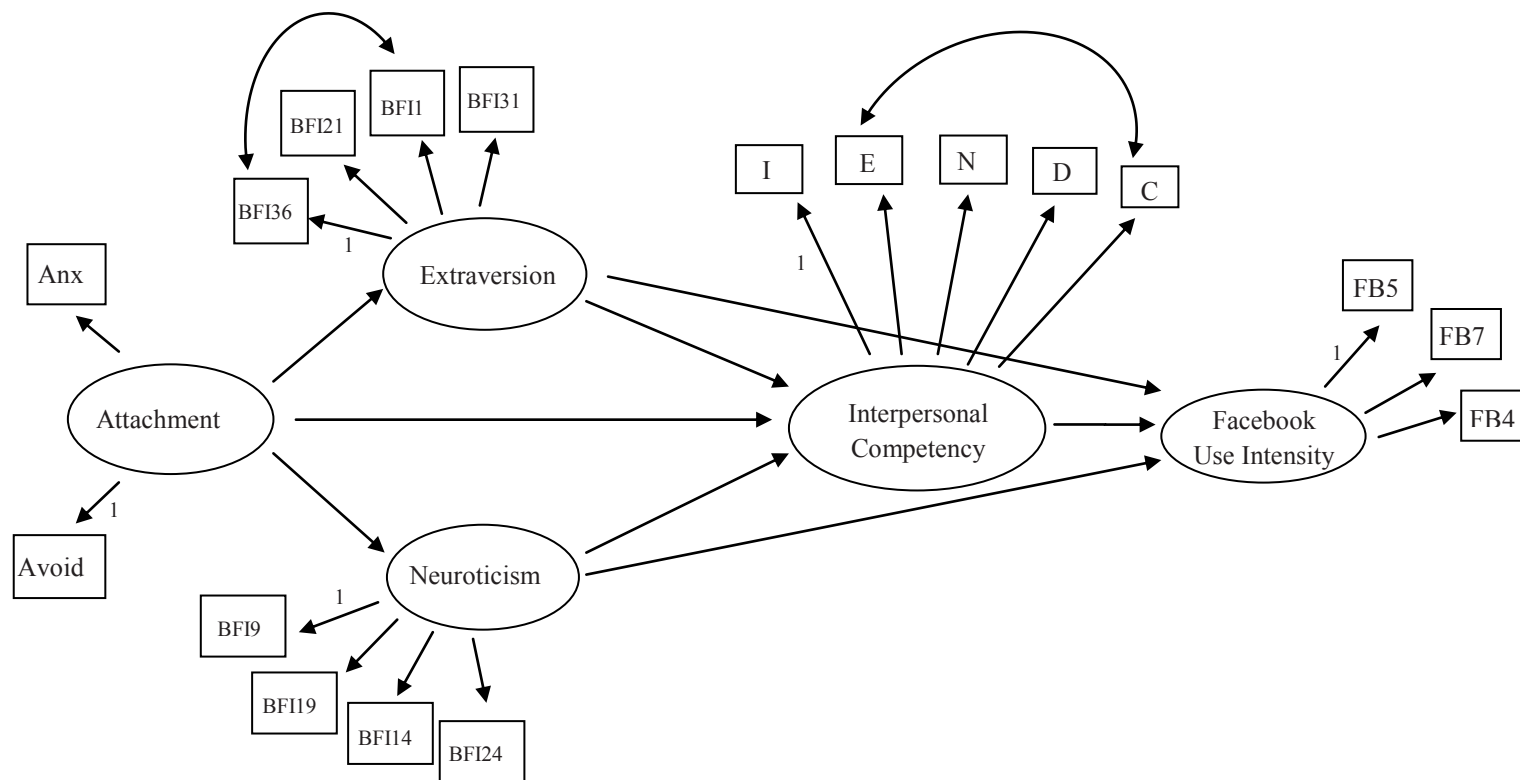 BFI31
BFI1
BFI21
BFI36
1
I
E
N
D
C
1
Anx
Extraversion
FB5
FB7
FB4
1
Attachment
Interpersonal
Competency
Facebook
Use Intensity
1
Avoid
Neuroticism
1
BFI9
BFI19
BFI14
BFI24